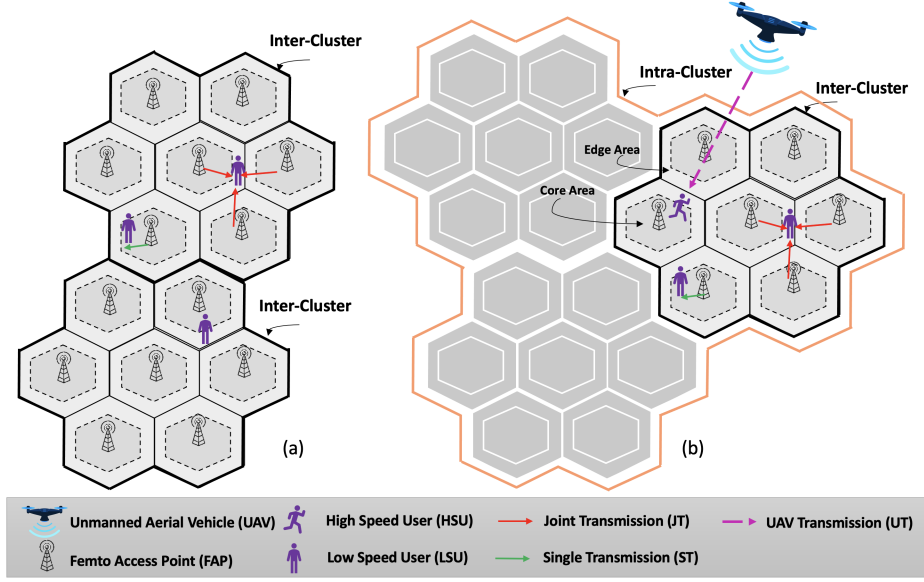 Inter-Cluster
Intra-Cluster
Inter-Cluster
Edge Area
Core Area
Inter-Cluster
(a)
(b)
Unmanned Aerial Vehicle (UAV)
High Speed User (HSU)
Joint Transmission (JT)
UAV Transmission (UT)
Femto Access Point (FAP)
Low Speed User (LSU)
Single Transmission (ST)